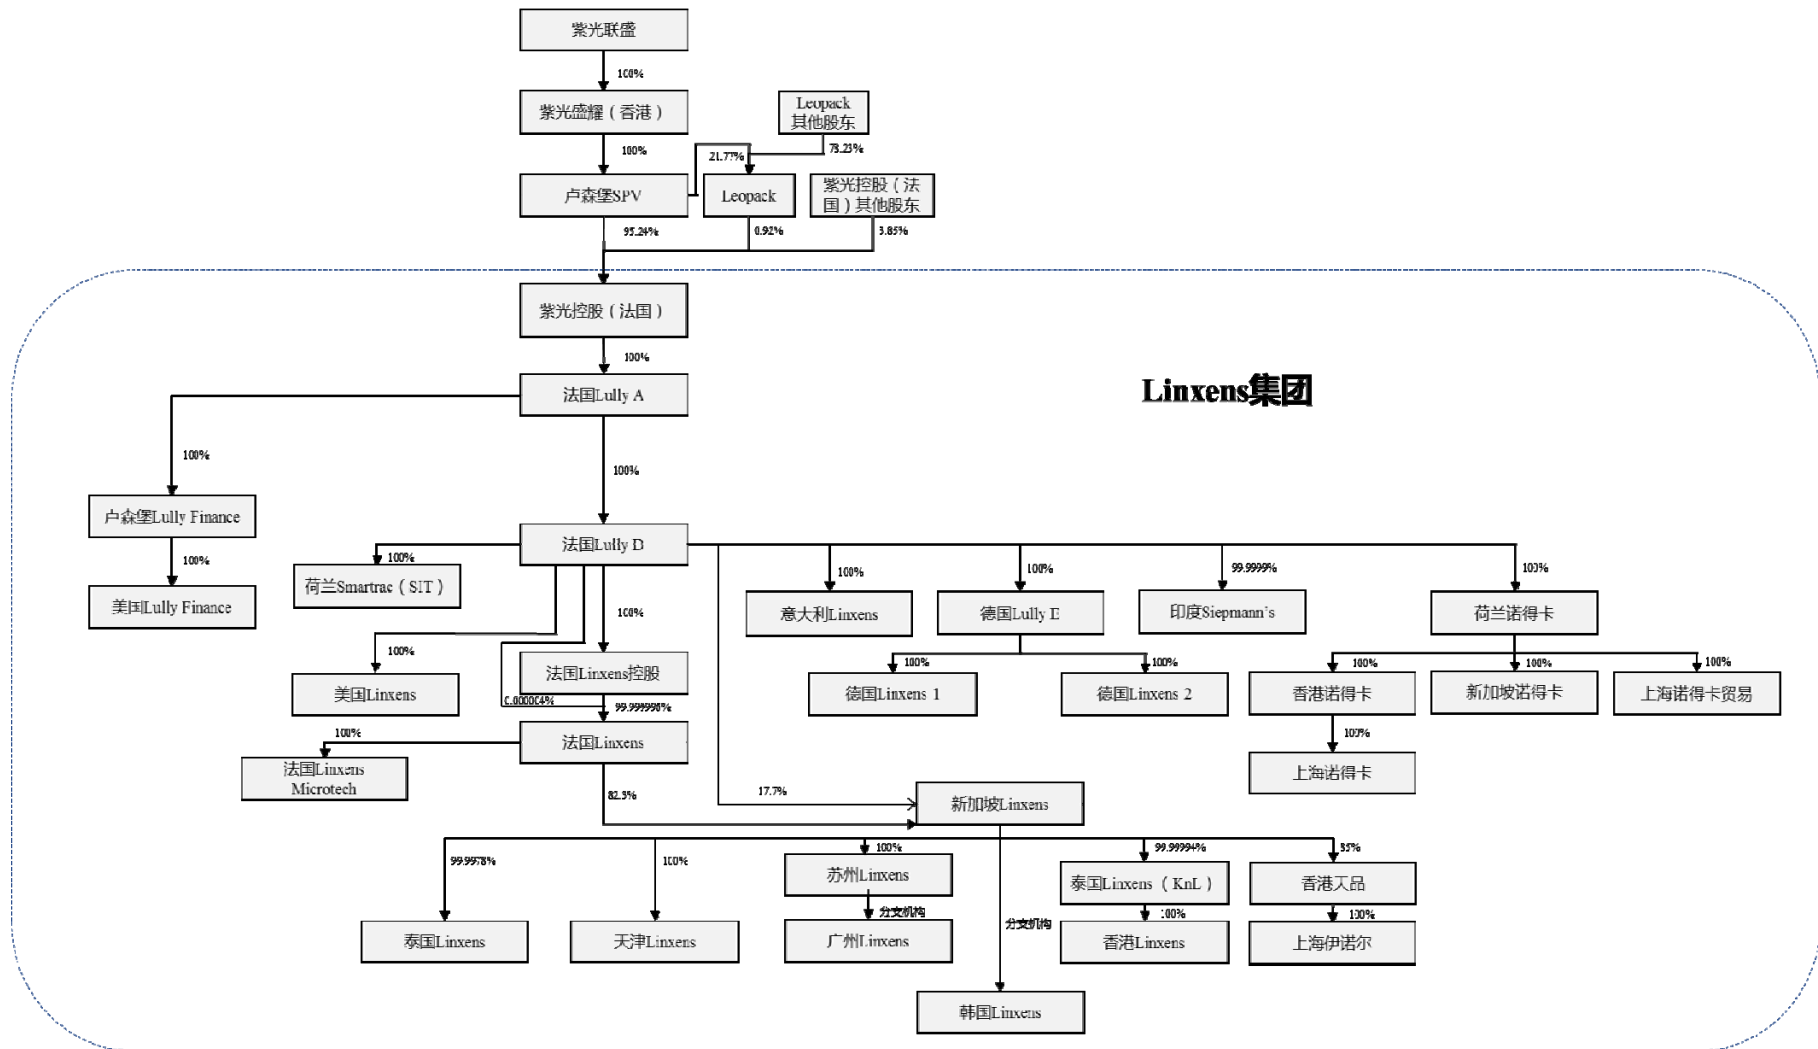 紫光联盛
100%
紫光盛耀（香港）
Leopack
其他股东
100%
21.77%
78.23%
卢森堡SPV
Leopack
紫光控股（法
国）其他股东
95.24%
0.92%
3.85%
紫光控股（法国）
100%
法国Lully A
Linxens集团
100%
100%
卢森堡Lully Finance
法国Lully D
100%
100%
100%
100%
99.9999%
100%
荷兰Smartrac（SIT）
美国Lully Finance
意大利Linxens
德国Lully E
印度Siepmann's
荷兰诺得卡
100%
100%
法国Linxens控股
100%
100%
100%
100%
100%
美国Linxens
德国Linxens 1
德国Linxens 2
香港诺得卡
新加坡诺得卡
上海诺得卡贸易
0.000004%
99.999996%
100%
法国Linxens
100%
法国Linxens
Microtech
上海诺得卡
82.3%
17.7%
新加坡Linxens
99.9978%
100%
100%
99.99994%
85%
苏州Linxens
泰国Linxens（KnL）
香港天品
分支机构
分支机构
100%
100%
泰国Linxens
天津Linxens
广州Linxens
香港Linxens
上海伊诺尔
韩国Linxens